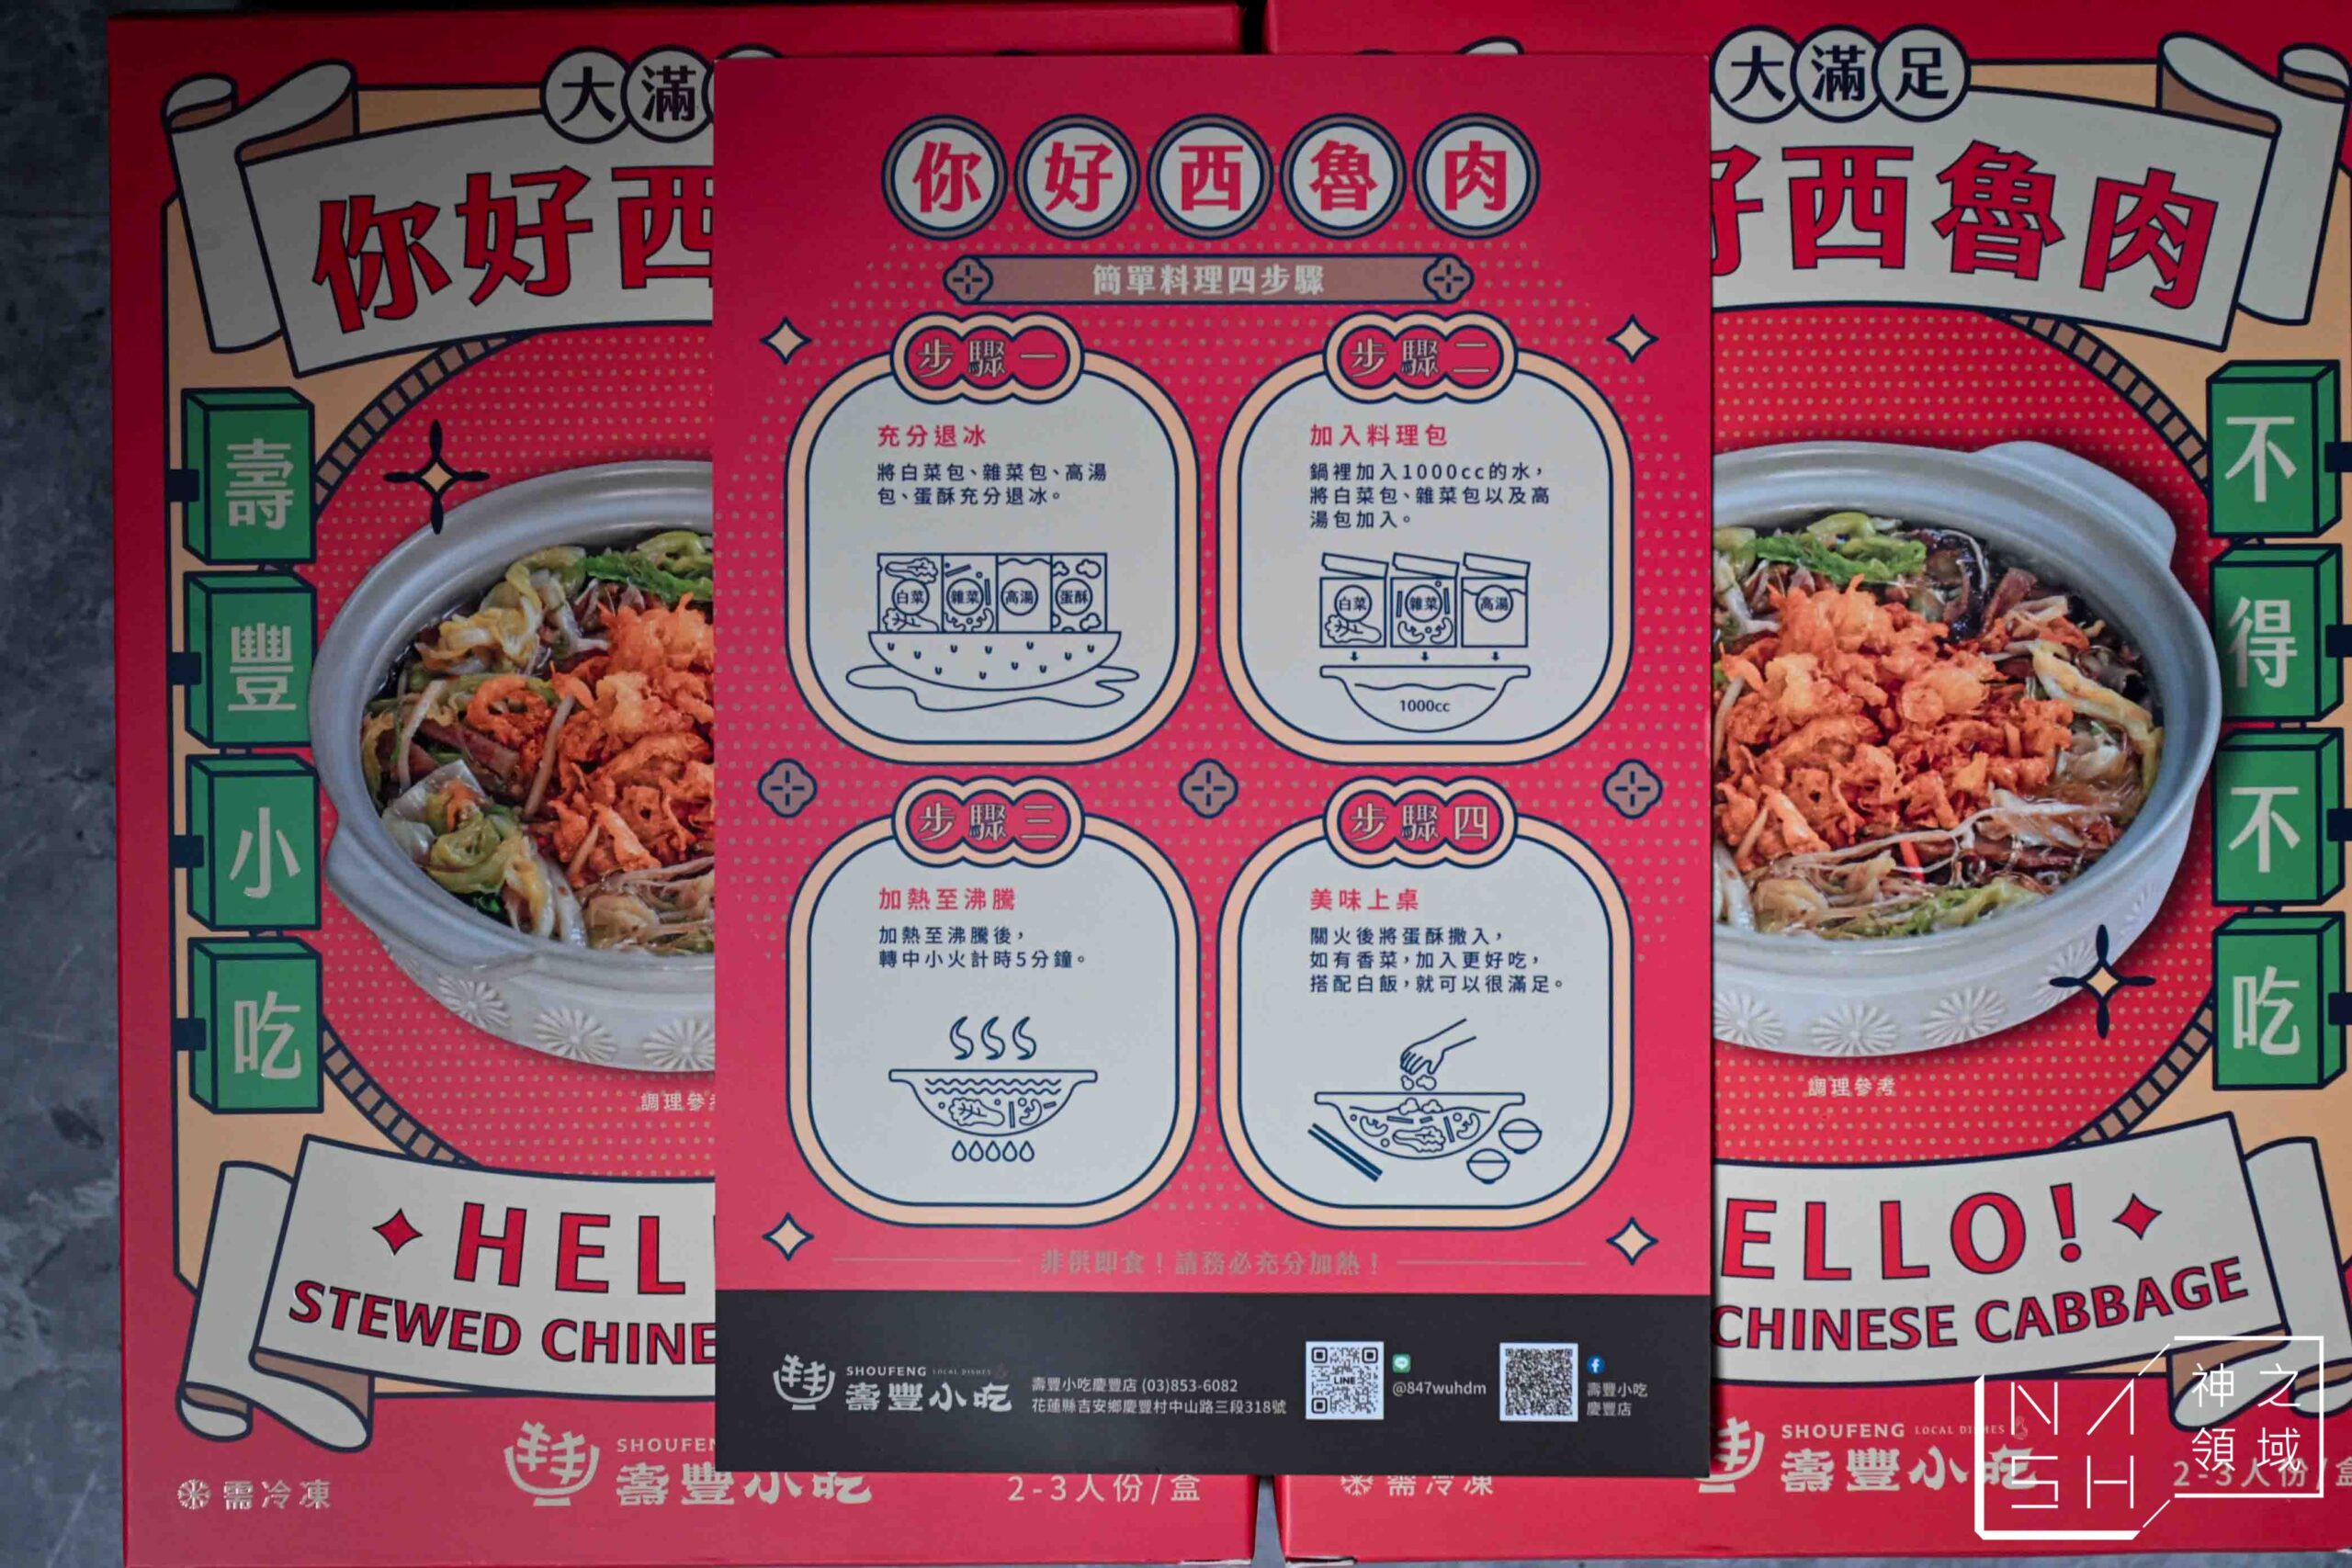 大滿
你好西
壽豐小吃
調理參
HEL
STEWED CHINE
需冷凍
SHOUFEN
壽豐小吃
2-3人份/盒
你好西魯肉
簡單料理四步驟
步驟一
充分退冰
將白菜包、雜菜包、高湯
包、蛋酥充分退冰。
白菜 雜菜 高湯 蛋酥
步驟二
加入料理包
鍋裡加入1000cc的水，
將白菜包、雜菜包以及高
湯包加入。
白菜 雜菜 高湯
1000cc
步驟三
加熱至沸騰
加熱至沸騰後，
轉中小火計時5分鐘。
步驟四
美味上桌
關火後將蛋酥撒入，
如有香菜，加入更好吃，
搭配白飯，就可以很滿足。
非供即食！請務必充分加熱！
SHOUFENG LOCAL DISHES
壽豐小吃
壽豐小吃慶豐店 (03)853-6082
花蓮縣吉安鄉慶豐村中山路三段318號
LINE
@847wuhdm
壽豐小吃
慶豐店
大滿足
好西魯肉
不得不吃
調理參考
ELLO!
CHINESE CABBAGE
需冷凍
SHOUFENG LOCAL DISHES
壽豐小吃
2-3人份/盒
NASH
神之
領域